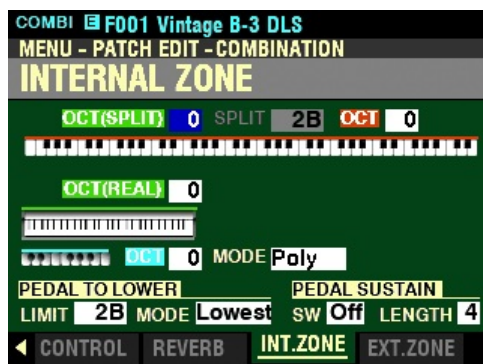 COMBI E F001 Vintage B-3 DLS
MENU - PATCH EDIT - COMBINATION
INTERNAL ZONE
OCT(SPLIT) 0 SPLIT 2B OCT 0
OCT(REAL) 0
OCT 0 MODE Poly
PEDAL TO LOWER PEDAL SUSTAIN
LIMIT 2B MODE Lowest SW Off LENGTH 4
CONTROL REVERB INT.ZONE EXT.ZONE